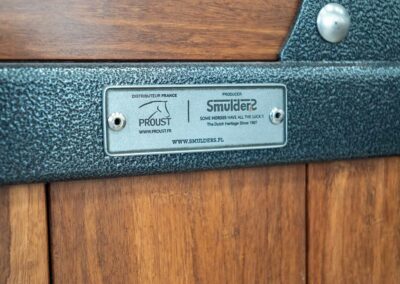 DISTRIBUTEUR FRANCE
PROUST
WWW.PROUST.FR
PRODUCER
Smulders
SOME HORSES HAVE ALL THE LUCK !!
The Dutch Heritage Since 1907
WWW.SMULDERS.PL